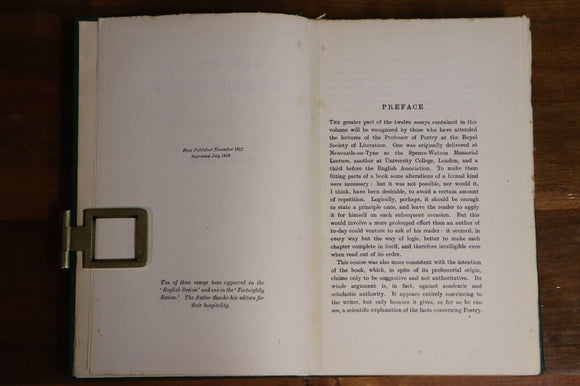 First Published November 1917
Reprinted July 1918
Ten of these essays have appeared in the
'English Review' and one in the 'Fortnightly
Review.' The Author thanks his editors for
their hospitality.
PREFACE
THE greater part of the twelve essays contained in this
volume will be recognised by those who have attended
the lectures of the Professor of Poetry at the Royal
Society of Literature. One was originally delivered at
Newcastle-on-Tyne as the Spence-Watson Memorial
Lecture, another at University College, London, and a
third before the English Association. To make them
fitting parts of a book some alterations of a formal kind
were necessary: but it was not possible, nor would it,
I think, have been desirable, to avoid a certain amount
of repetition. Logically, perhaps, it should be enough
to state a principle once, and leave the reader to apply
it for himself on each subsequent occasion. But this
would involve a more prolonged effort than an author of
to-day could venture to ask of his reader: it seemed, in
every way but the way of logic, better to make each
chapter complete in itself, and therefore intelligible even
when read out of its order.
This course was also more consistent with the intention
of the book, which, in spite of its professorial origin,
claims only to be suggestive and not authoritative. Its
whole argument is, in fact, against academic and
scholastic authority. It appears entirely convincing to
the writer, but only because it gives, so far as he can
see, a scientific explanation of the facts concerning Poetry.